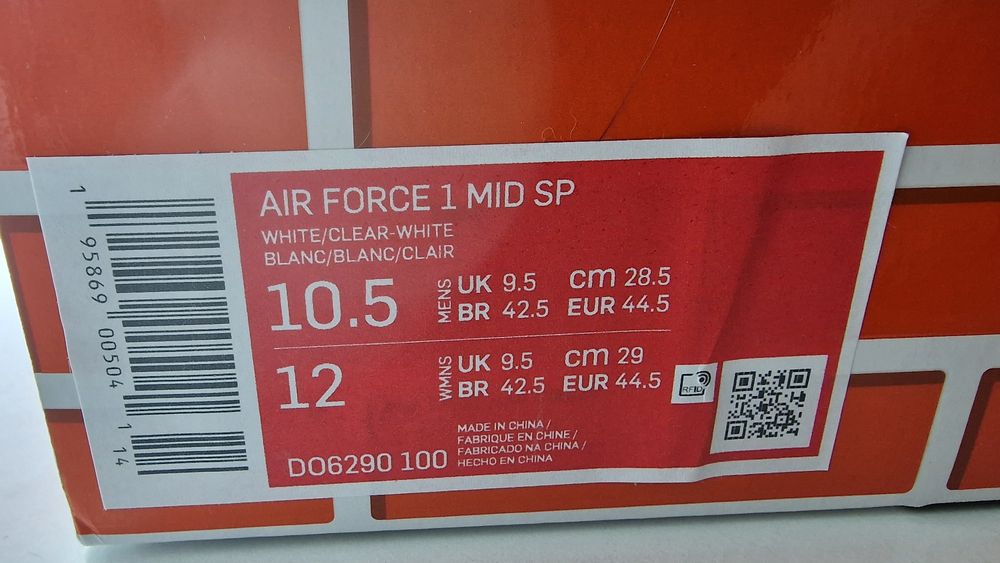 AIR FORCE 1 MID SP
WHITE/CLEAR-WHITE
BLANC/BLANC/CLAIR
10.5 MENS UK 9.5 cm 28.5
BR 42.5 EUR 44.5
12 WMNS UK 9.5 cm 29
BR 42.5 EUR 44.5
RFID
MADE IN CHINA /
FABRIQUE EN CHINE /
FABRICADO NA CHINA /
HECHO EN CHINA
DO6290 100
1 95869 00504 1 14